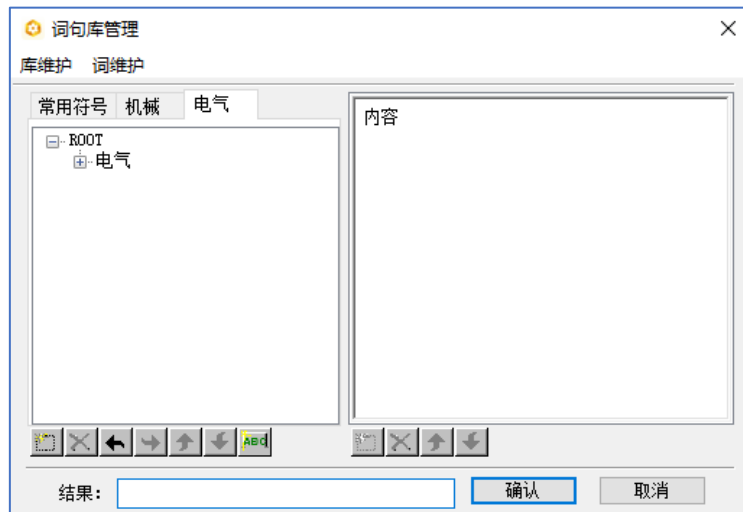 词句库管理
库维护 词维护
常用符号 机械 电气
内容
ROOT
电气
ABC
结果:
确认 取消